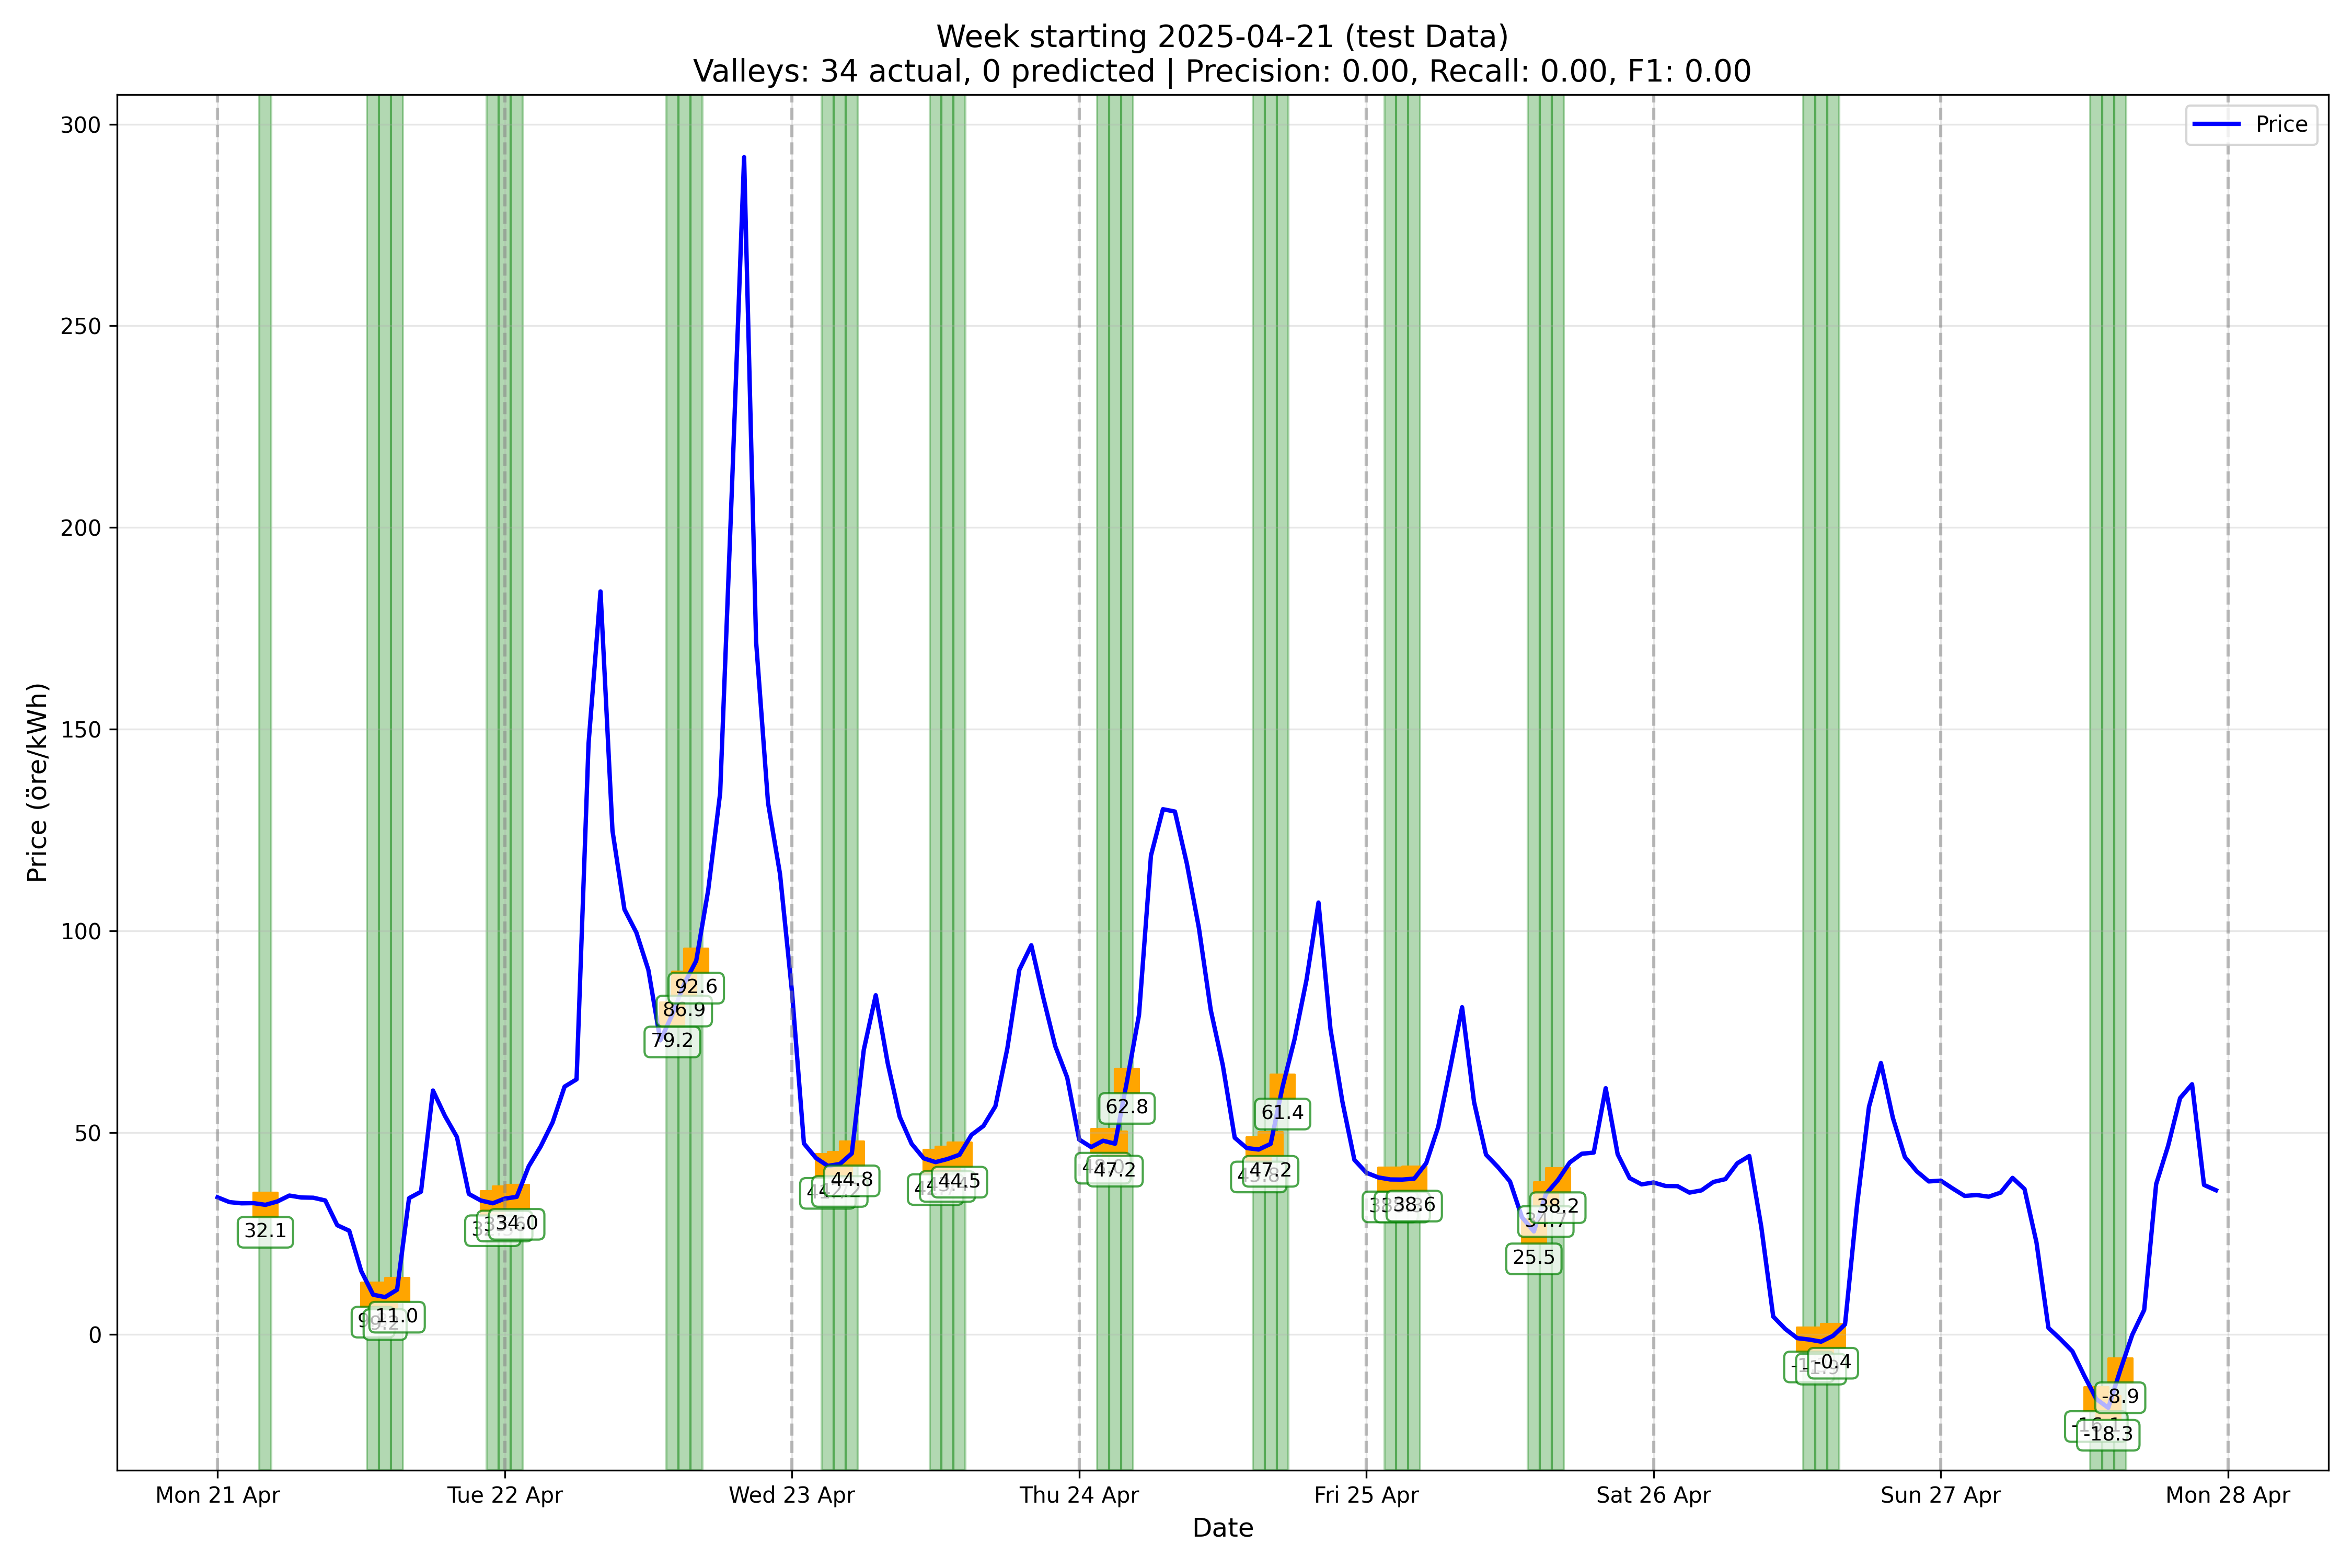 Week starting 2025-04-21 (test Data)
Valleys: 34 actual, 0 predicted | Precision: 0.00, Recall: 0.00, F1: 0.00
Price
Price (öre/kWh)
300
250
200
150
100
50
0
32.1
11.0
34.0
79.2
86.9
92.6
44.8
44.5
47.2
62.8
47.2
61.4
38.6
25.5
38.2
-0.4
-18.3
-8.9
Mon 21 Apr
Tue 22 Apr
Wed 23 Apr
Thu 24 Apr
Fri 25 Apr
Sat 26 Apr
Sun 27 Apr
Mon 28 Apr
Date